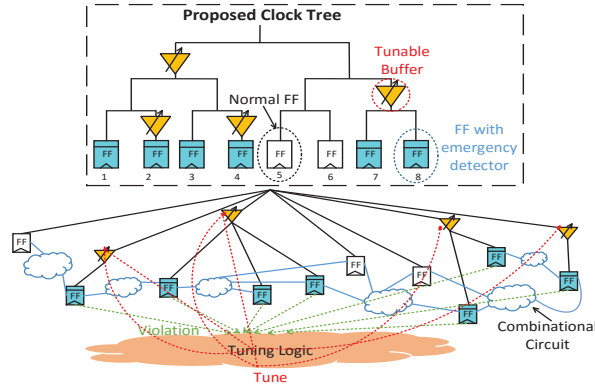 Proposed Clock Tree
Tunable
Buffer
Normal FF
FF with
emergency
detector
FF FF FF FF FF FF FF FF
1 2 3 4 5 6 7 8
FF
FF
FF
FF
FF
FF
FF
FF
FF
FF
Violation
Combinational
Circuit
Tuning Logic
Tune